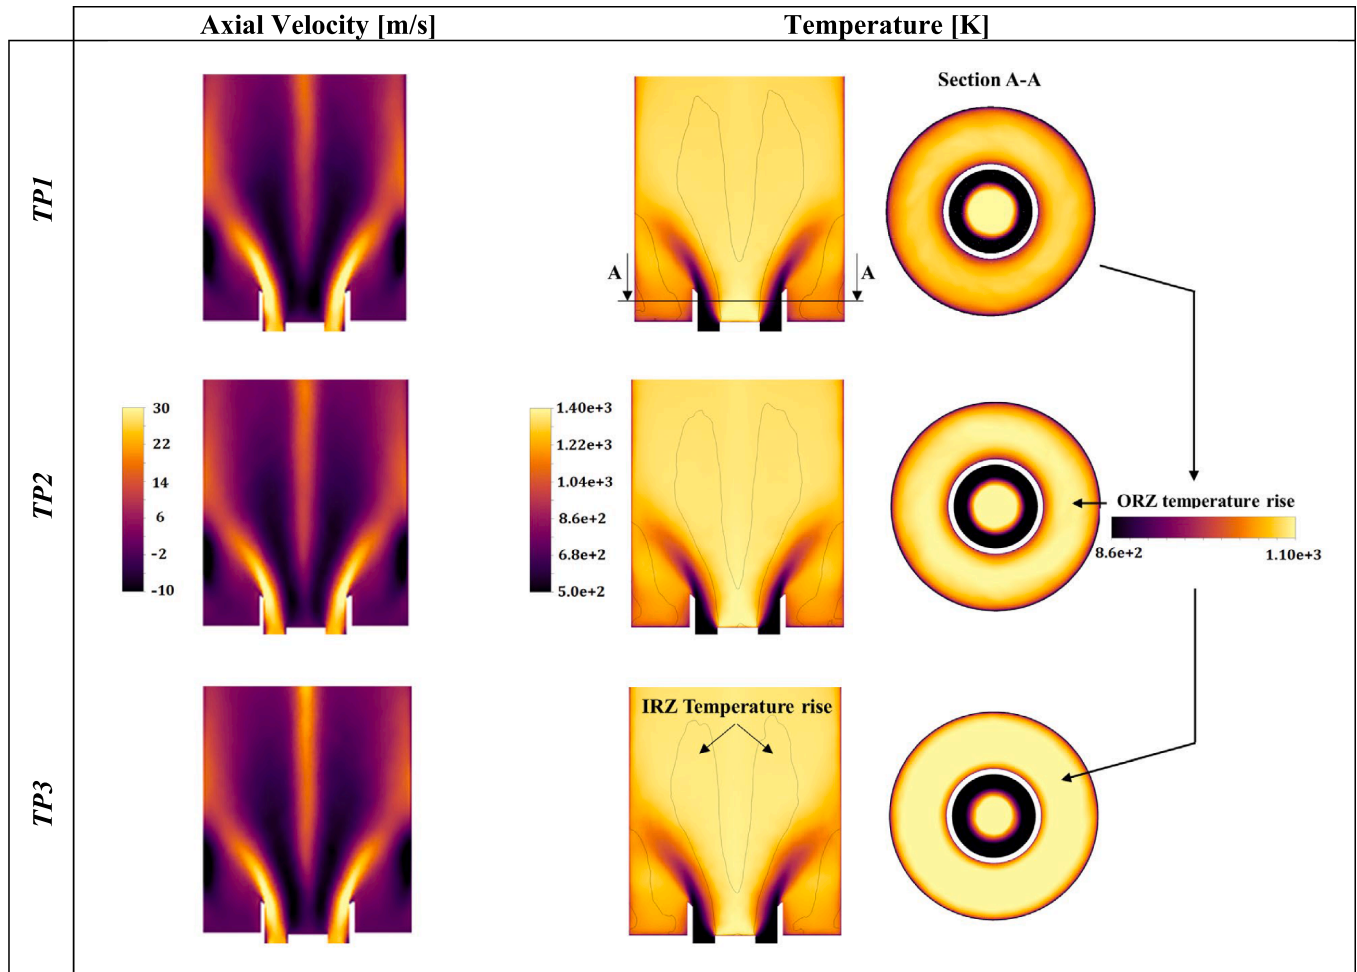 Axial Velocity [m/s]
Temperature [K]
TP1
Section A-A
A
A
TP2
30
22
14
6
-2
-10
1.40e+3
1.22e+3
1.04e+3
8.6e+2
6.8e+2
5.0e+2
ORZ temperature rise
8.6e+2
1.10e+3
TP3
IRZ Temperature rise